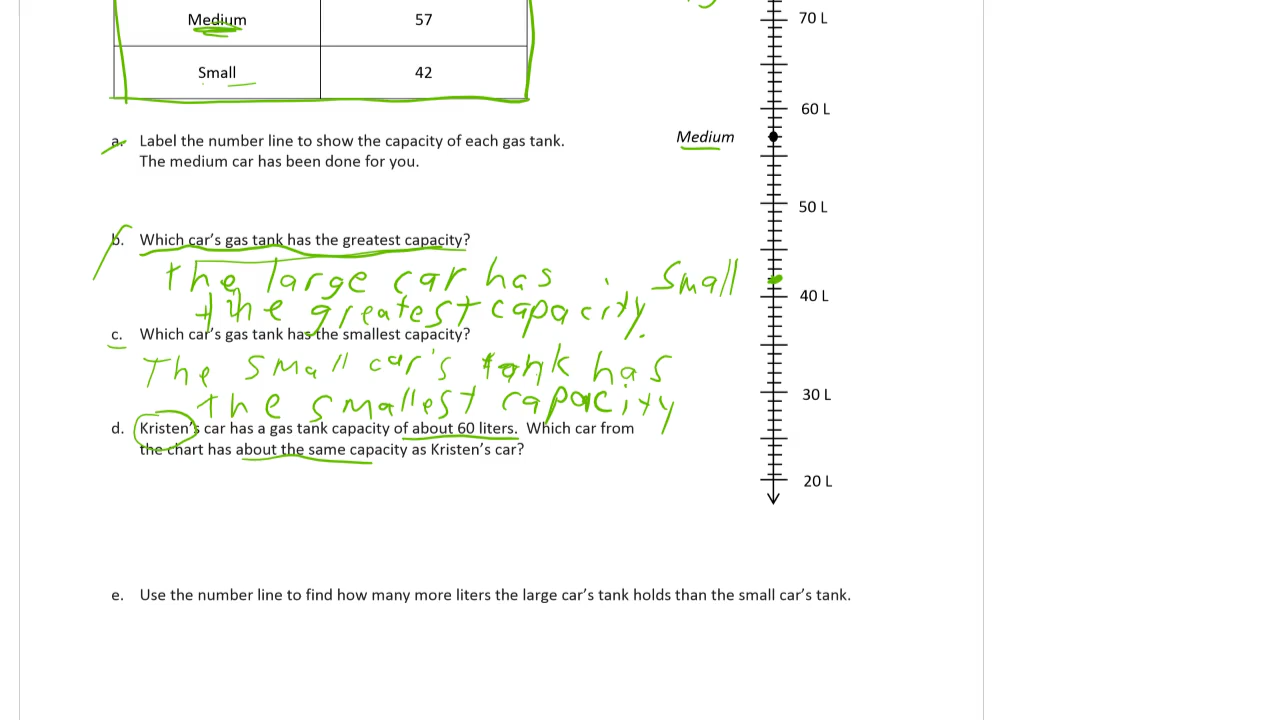 70 L
Medium 57
Small 42
60 L
a. Label the number line to show the capacity of each gas tank.
Medium
The medium car has been done for you.
50 L
b. Which car's gas tank has the greatest capacity?
the large car has
Small
the greatest capacity.
40 L
c. Which car's gas tank has the smallest capacity?
The small car's tank has
30 L
the smallest capacity
d. Kristen's car has a gas tank capacity of about 60 liters. Which car from
the chart has about the same capacity as Kristen's car?
20 L
e. Use the number line to find how many more liters the large car's tank holds than the small car's tank.